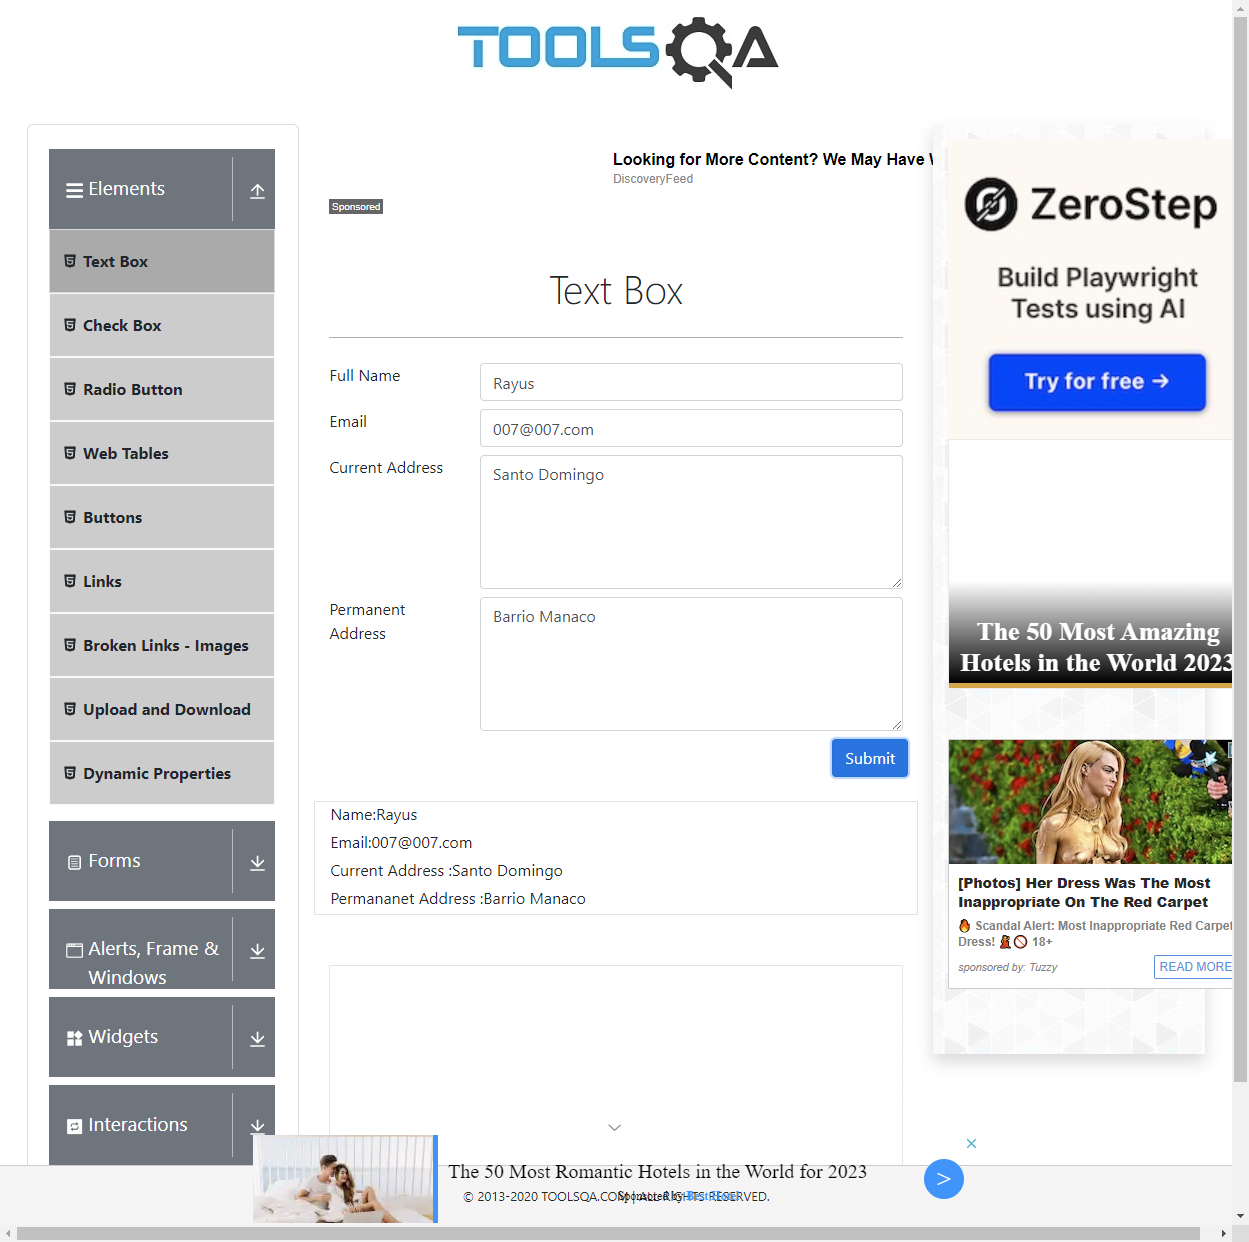 TOOLSQA
Elements
Text Box
Check Box
Radio Button
Web Tables
Buttons
Links
Broken Links - Images
Upload and Download
Dynamic Properties
Forms
Alerts, Frame &
Windows
Widgets
Interactions
Looking for More Content? We May Have
DiscoveryFeed
Sponsored
Text Box
Full Name
Rayus
Email
007@007.com
Current Address
Santo Domingo
Permanent
Address
Barrio Manaco
Submit
Name:Rayus
Email:007@007.com
Current Address :Santo Domingo
Permananet Address :Barrio Manaco
ZeroStep
Build Playwright
Tests using AI
Try for free →
The 50 Most Amazing
Hotels in the World 2023
[Photos] Her Dress Was The Most
Inappropriate On The Red Carpet
🔥 Scandal Alert: Most Inappropriate Red Carpet
Dress! 💃🚫 18+
sponsored by: Tuzzy
READ MORE
The 50 Most Romantic Hotels in the World for 2023
Sponsored by
© 2013-2020 TOOLSQA.COM | ALL RIGHTS RESERVED.